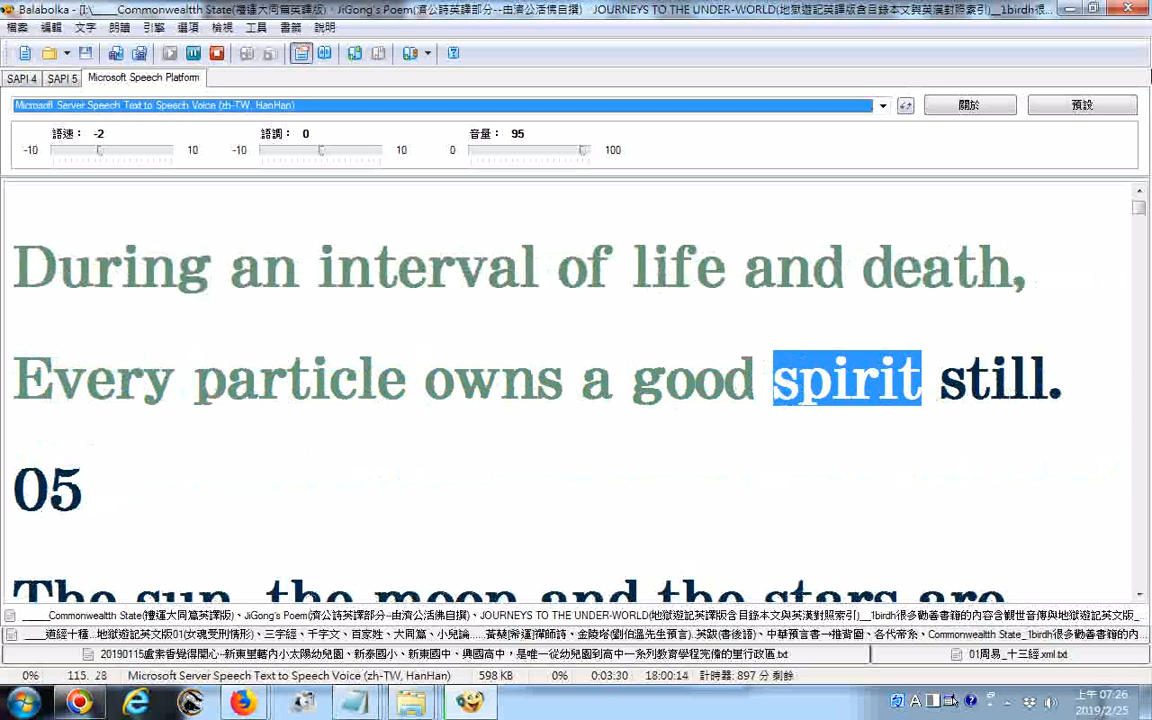 Balabolka - [I:\_____Commonwealtth State(禮運大同篇英譯版)、JiGong's Poem(濟公詩英譯部分--由濟公活佛自撰)、JOURNEYS TO THE UNDER-WORLD(地獄遊記英譯版含目錄本文與英漢對照索引)__1birdh很...
檔案 編輯 文字 朗讀 引擎 選項 檢視 工具 書籤 說明
SAPI 4 SAPI 5 Microsoft Speech Platform
Microsoft Server Speech Text to Speech Voice (zh-TW, HanHan) 關於 預設
語速： -2 語調： 0 音量： 95
-10 10 -10 10 0 100
During an interval of life and death,
Every particle owns a good spirit still.
05
The sun, the moon and the stars are
_____Commonwealtth State(禮運大同篇英譯版)、JiGong's Poem(濟公詩英譯部分--由濟公活佛自撰)、JOURNEYS TO THE UNDER-WORLD(地獄遊記英譯版含目錄本文與英漢對照索引)__1birdh很多勸善書籍的內容含觀世音傳與地獄遊記英文版_
道經十種...地獄遊記英文版01(女魂受刑情形)、三字經、千字文、百家姓、大同篇、小兒論......黃蘗[希運]禪師詩、金陵塔(劉伯溫先生預言).英歎(書後語)、中華預言書一推背圖、各代帝系、Commonwealth State_1birdh很多勸善書籍的內...
20190115盧素香覺得開心--新東里轄內小太陽幼兒園、新泰國小、新東國中、興國高中，是唯一從幼兒園到高中一系列教育學程完備的里行政區.txt 01周易_十三經.xml.txt
0% 115: 28 Microsoft Server Speech Text to Speech Voice (zh-TW, HanHan) 598 KB 0% 0:03:30 18:00:14 計時器: 897 分 剩餘
上午 07:26
2019/2/25